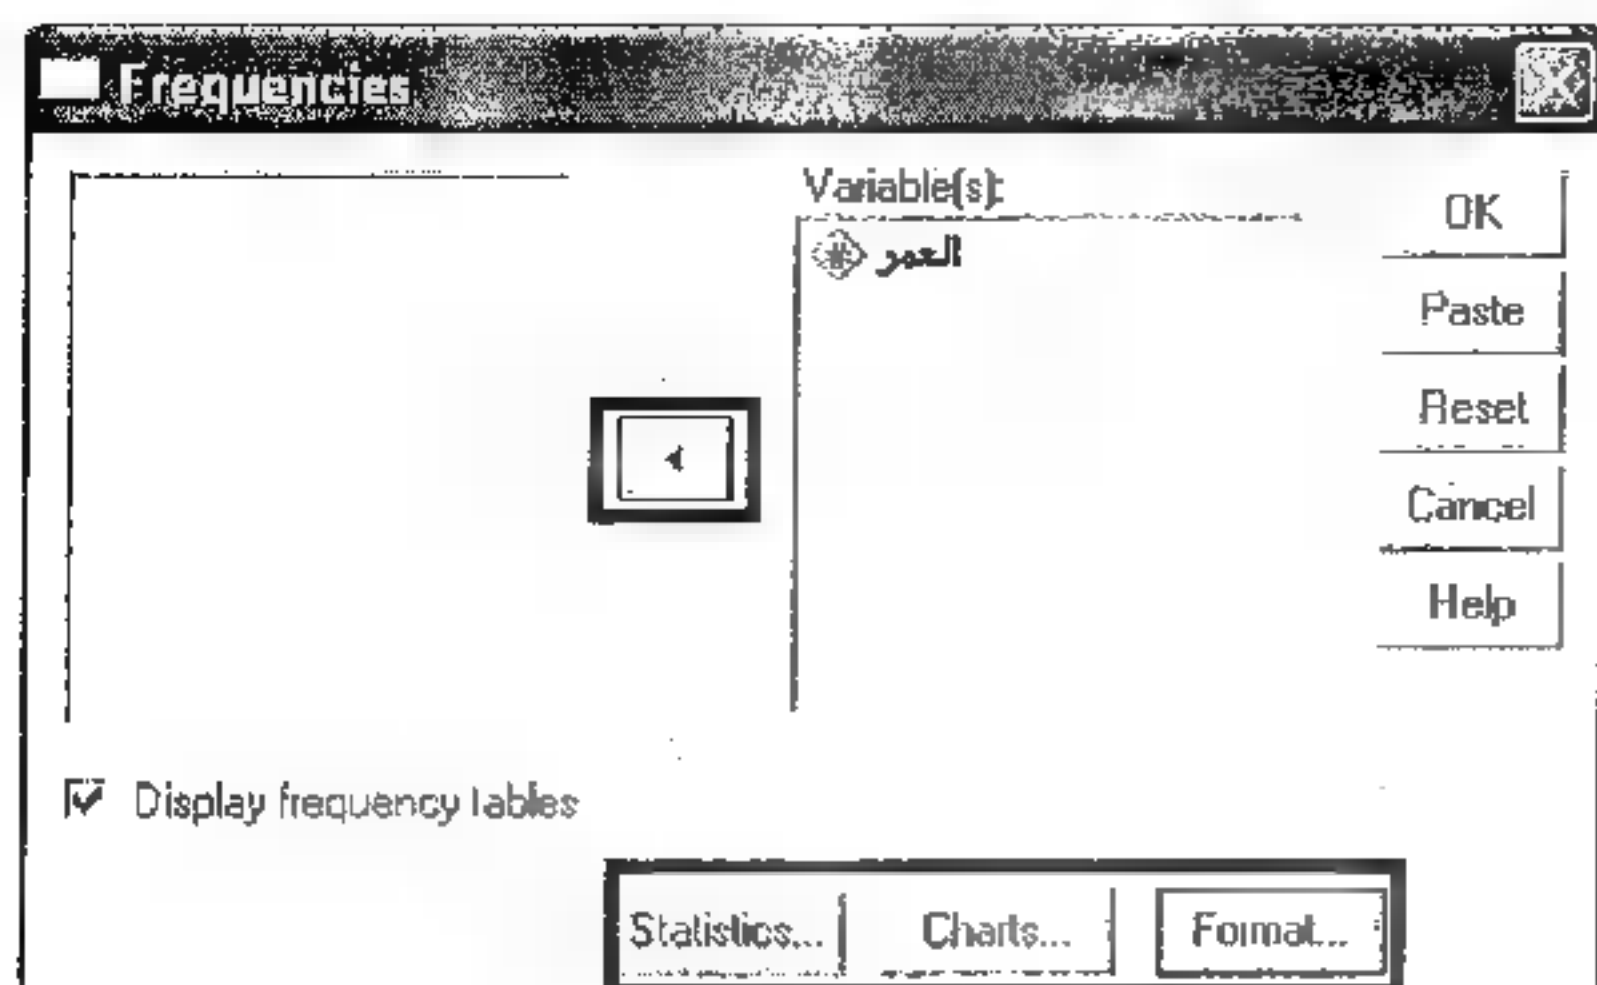 Frequencies
Variable(s):
العمر
OK
Paste
Reset
Cancel
Help
Display frequency tables
Statistics...
Charts...
Format...